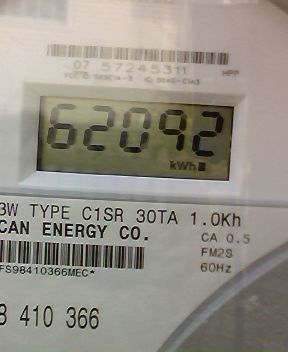 07 57245311
HPP
62092
kWh
3W TYPE C1SR 30TA 1.0Kh
CAN ENERGY CO.
CA 0.5
FM2S
60Hz
FS98410366MEC*
8 410 366